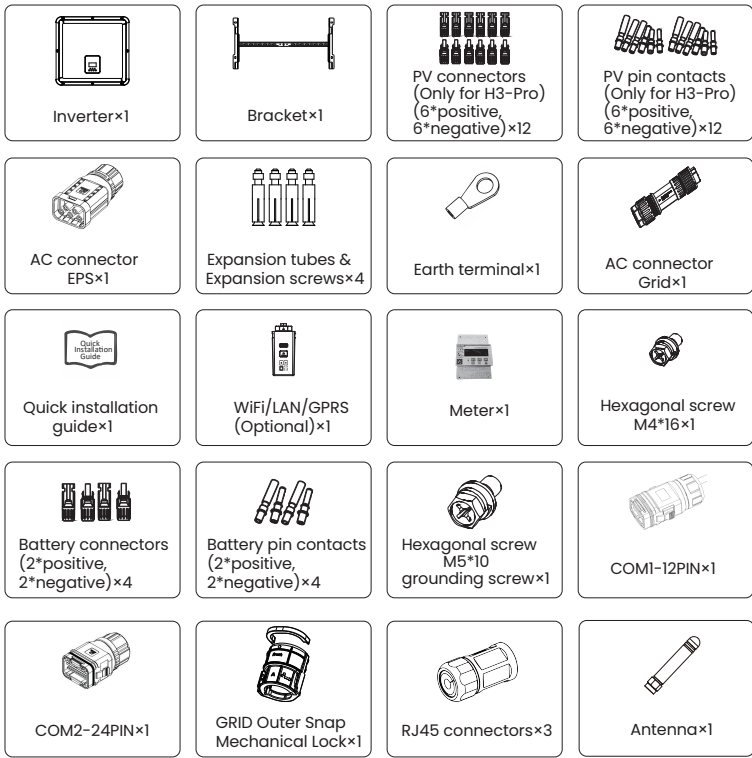 Inverter×1
Bracket×1
PV connectors
(Only for H3-Pro)
(6*positive,
6*negative)×12
PV pin contacts
(Only for H3-Pro)
(6*positive,
6*negative)×12
AC connector
EPS×1
Expansion tubes &
Expansion screws×4
Earth terminal×1
AC connector
Grid×1
Quick
Installation
Guide
Quick installation
guide×1
WiFi/LAN/GPRS
(Optional)×1
Meter×1
Hexagonal screw
M4*16×1
Battery connectors
(2*positive,
2*negative)×4
Battery pin contacts
(2*positive,
2*negative)×4
Hexagonal screw
M5*10
grounding screw×1
COM1-12PIN×1
COM2-24PIN×1
GRID Outer Snap
Mechanical Lock×1
RJ45 connectors×3
Antenna×1